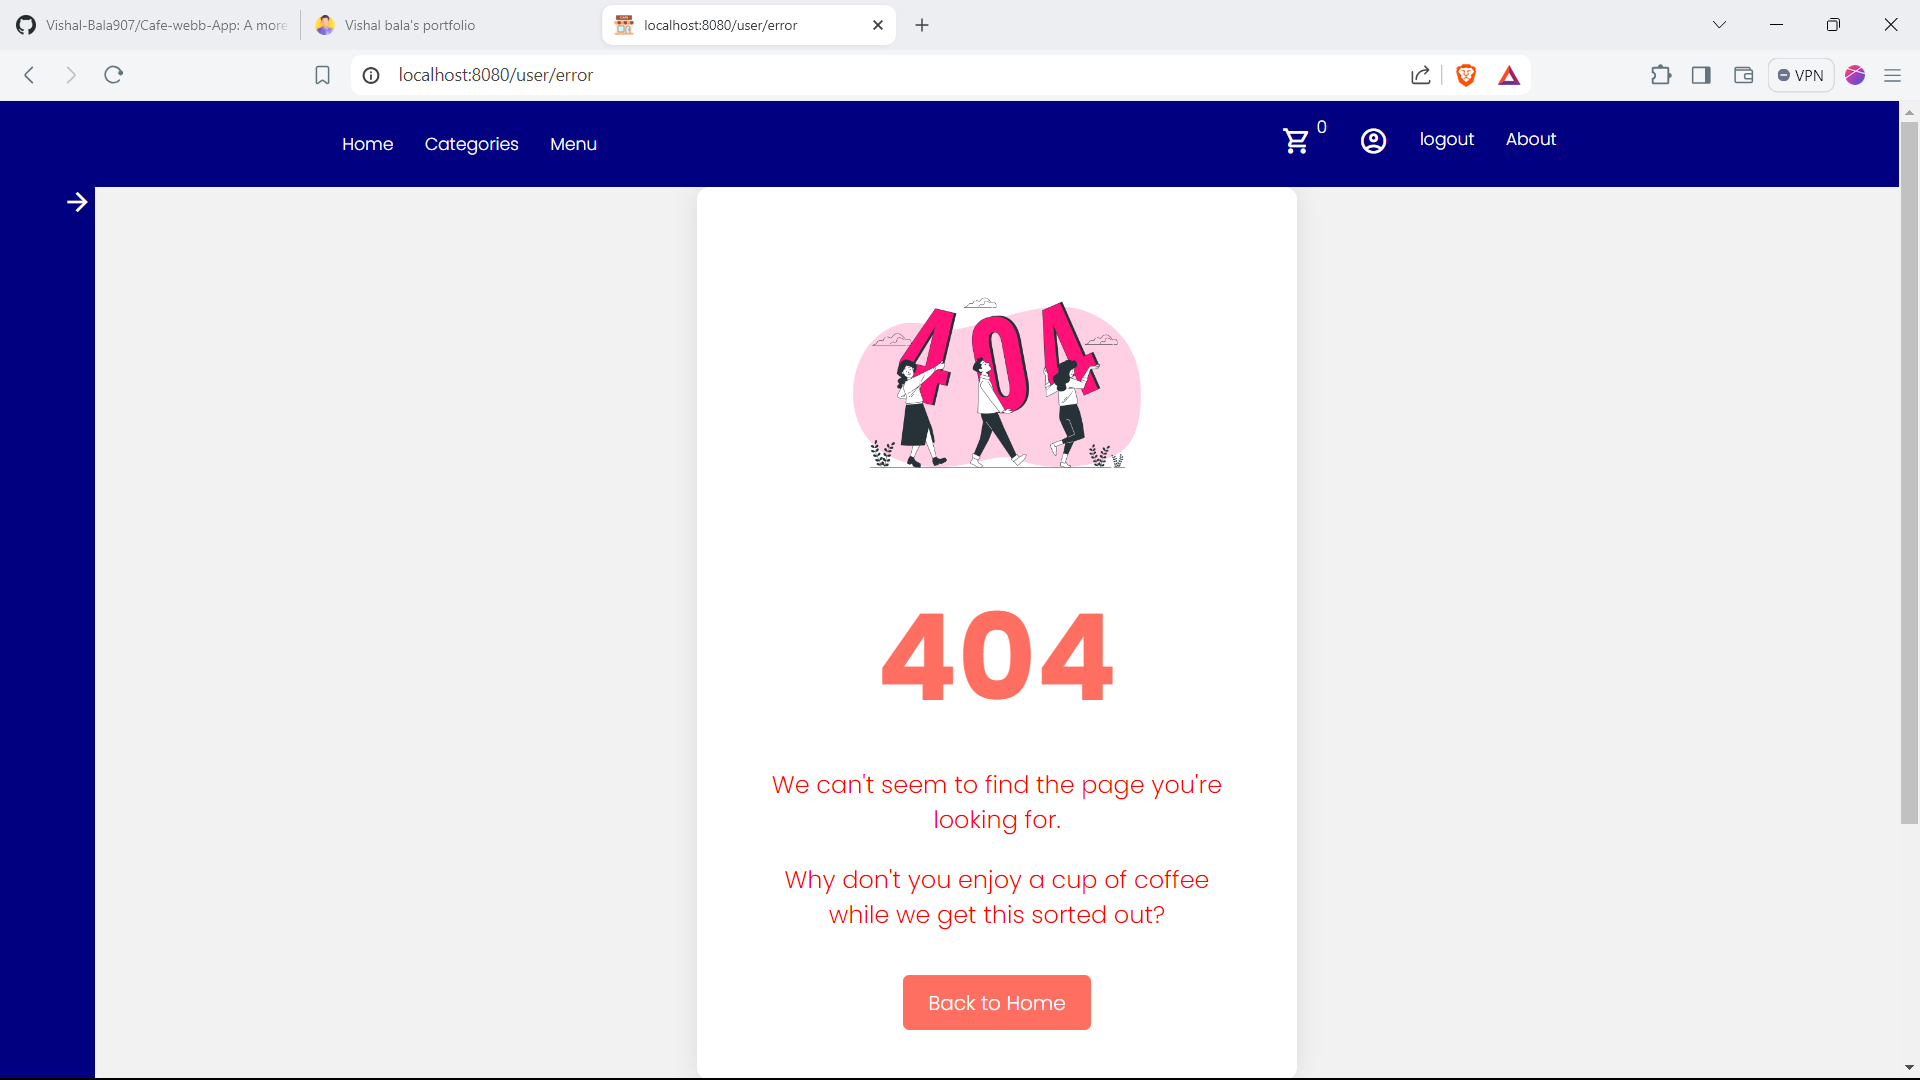 Vishal-Bala907/Cafe-webb-App: A more
Vishal bala's portfolio
localhost:8080/user/error
localhost:8080/user/error
VPN
Home Categories Menu 0 logout About
404
404
We can't seem to find the page you're
looking for.
Why don't you enjoy a cup of coffee
while we get this sorted out?
Back to Home